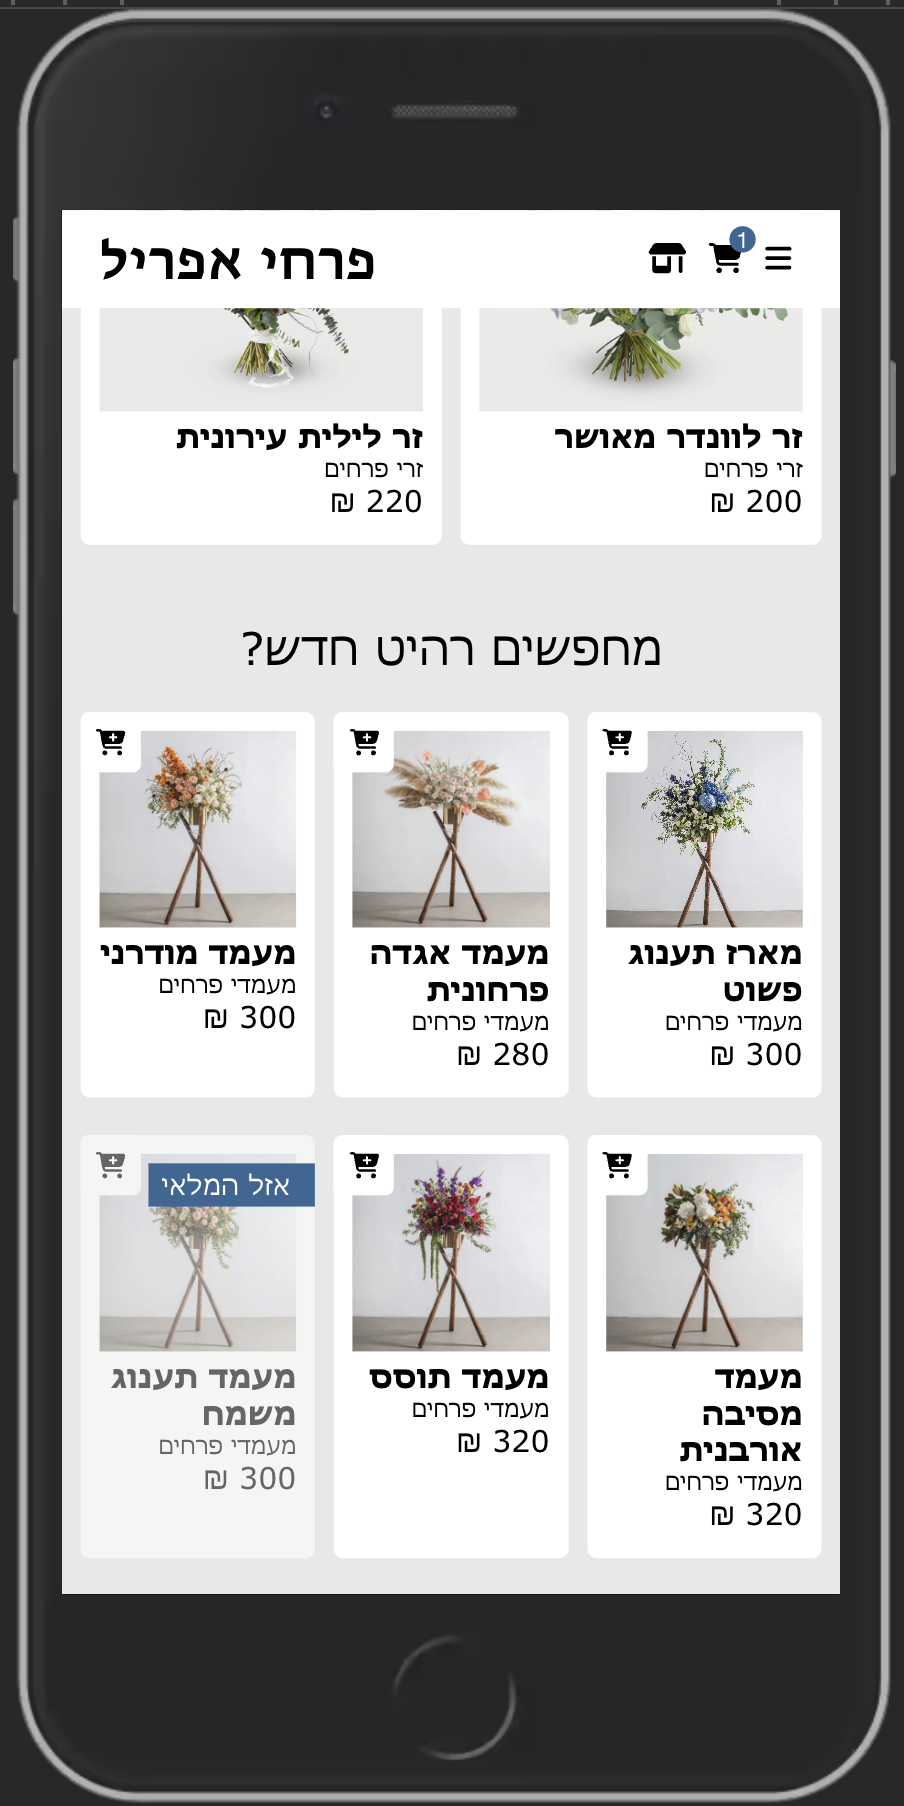 פרחי אפריל
1
זר לוונדר מאושר
זרי פרחים
200 ₪
זר לילית עירונית
זרי פרחים
220 ₪
מחפשים רהיט חדש?
מארז תענוג
פשוט
מעמדי פרחים
300 ₪
מעמד אגדה
פרחונית
מעמדי פרחים
280 ₪
מעמד מודרני
מעמדי פרחים
300 ₪
מעמד
מסיבה
אורבנית
מעמדי פרחים
320 ₪
מעמד תוסס
מעמדי פרחים
320 ₪
אזל המלאי
מעמד תענוג
משמח
מעמדי פרחים
300 ₪